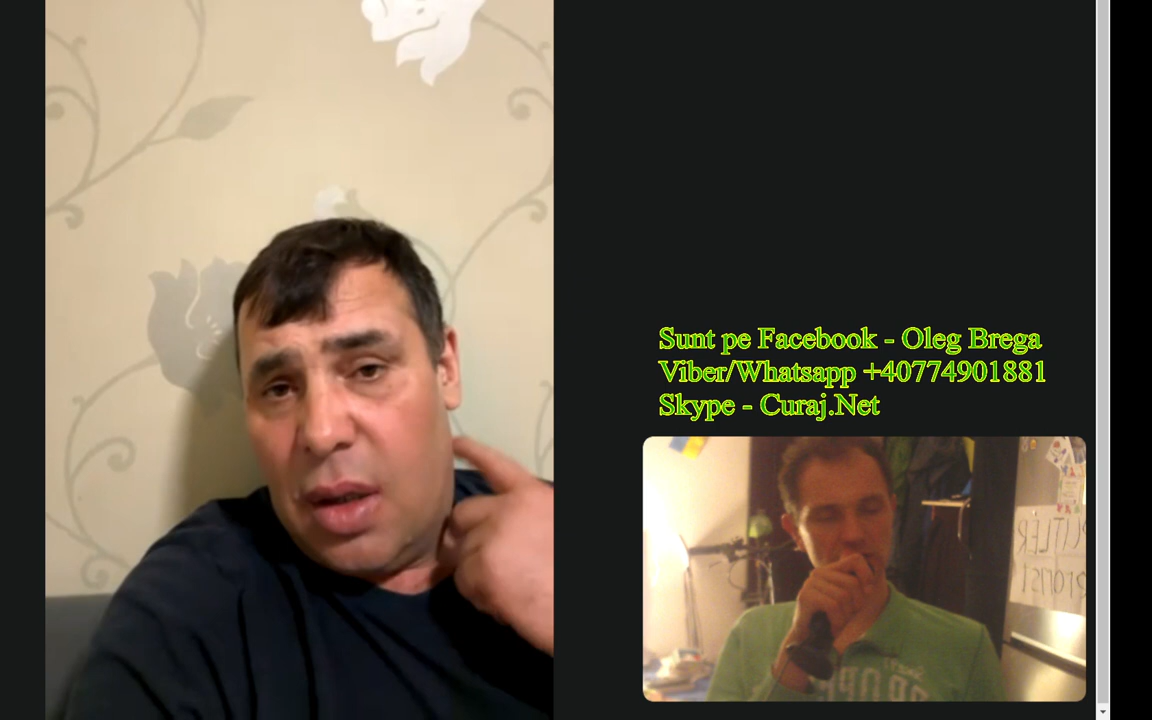 Sunt pe Facebook - Oleg Brega
Viber/Whatsapp +40774901881
Skype - Curaj.Net